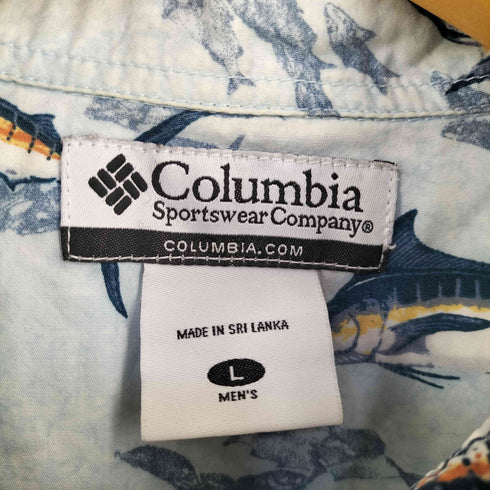 Columbia
Sportswear Company®
COLUMBIA.COM
MADE IN SRI LANKA
L
MEN'S